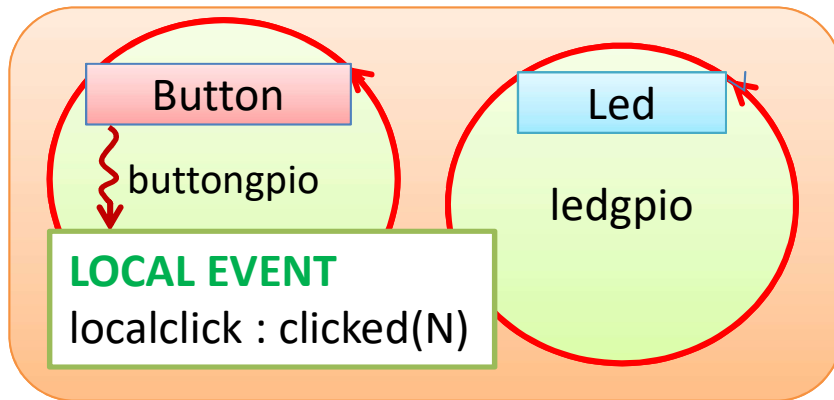 Button
Led
buttongpio
ledgpio
LOCAL EVENT
localclick : clicked(N)